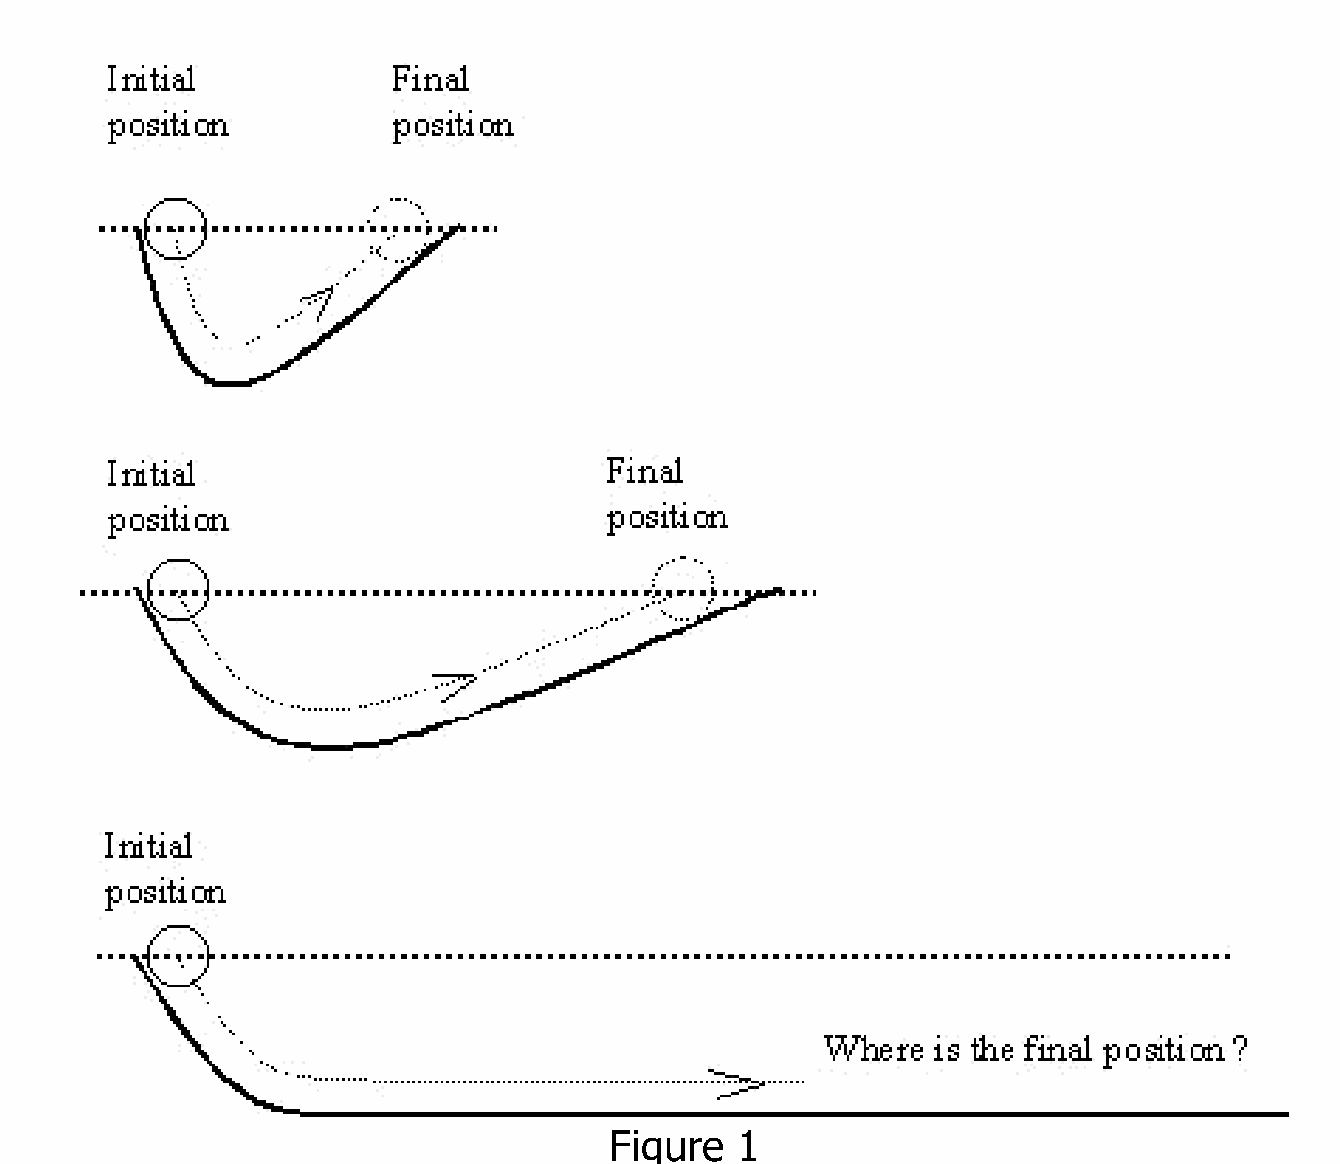 Initial
position
Final
position
Initial
position
Final
position
Initial
position
Where is the final position ?
Figure 1